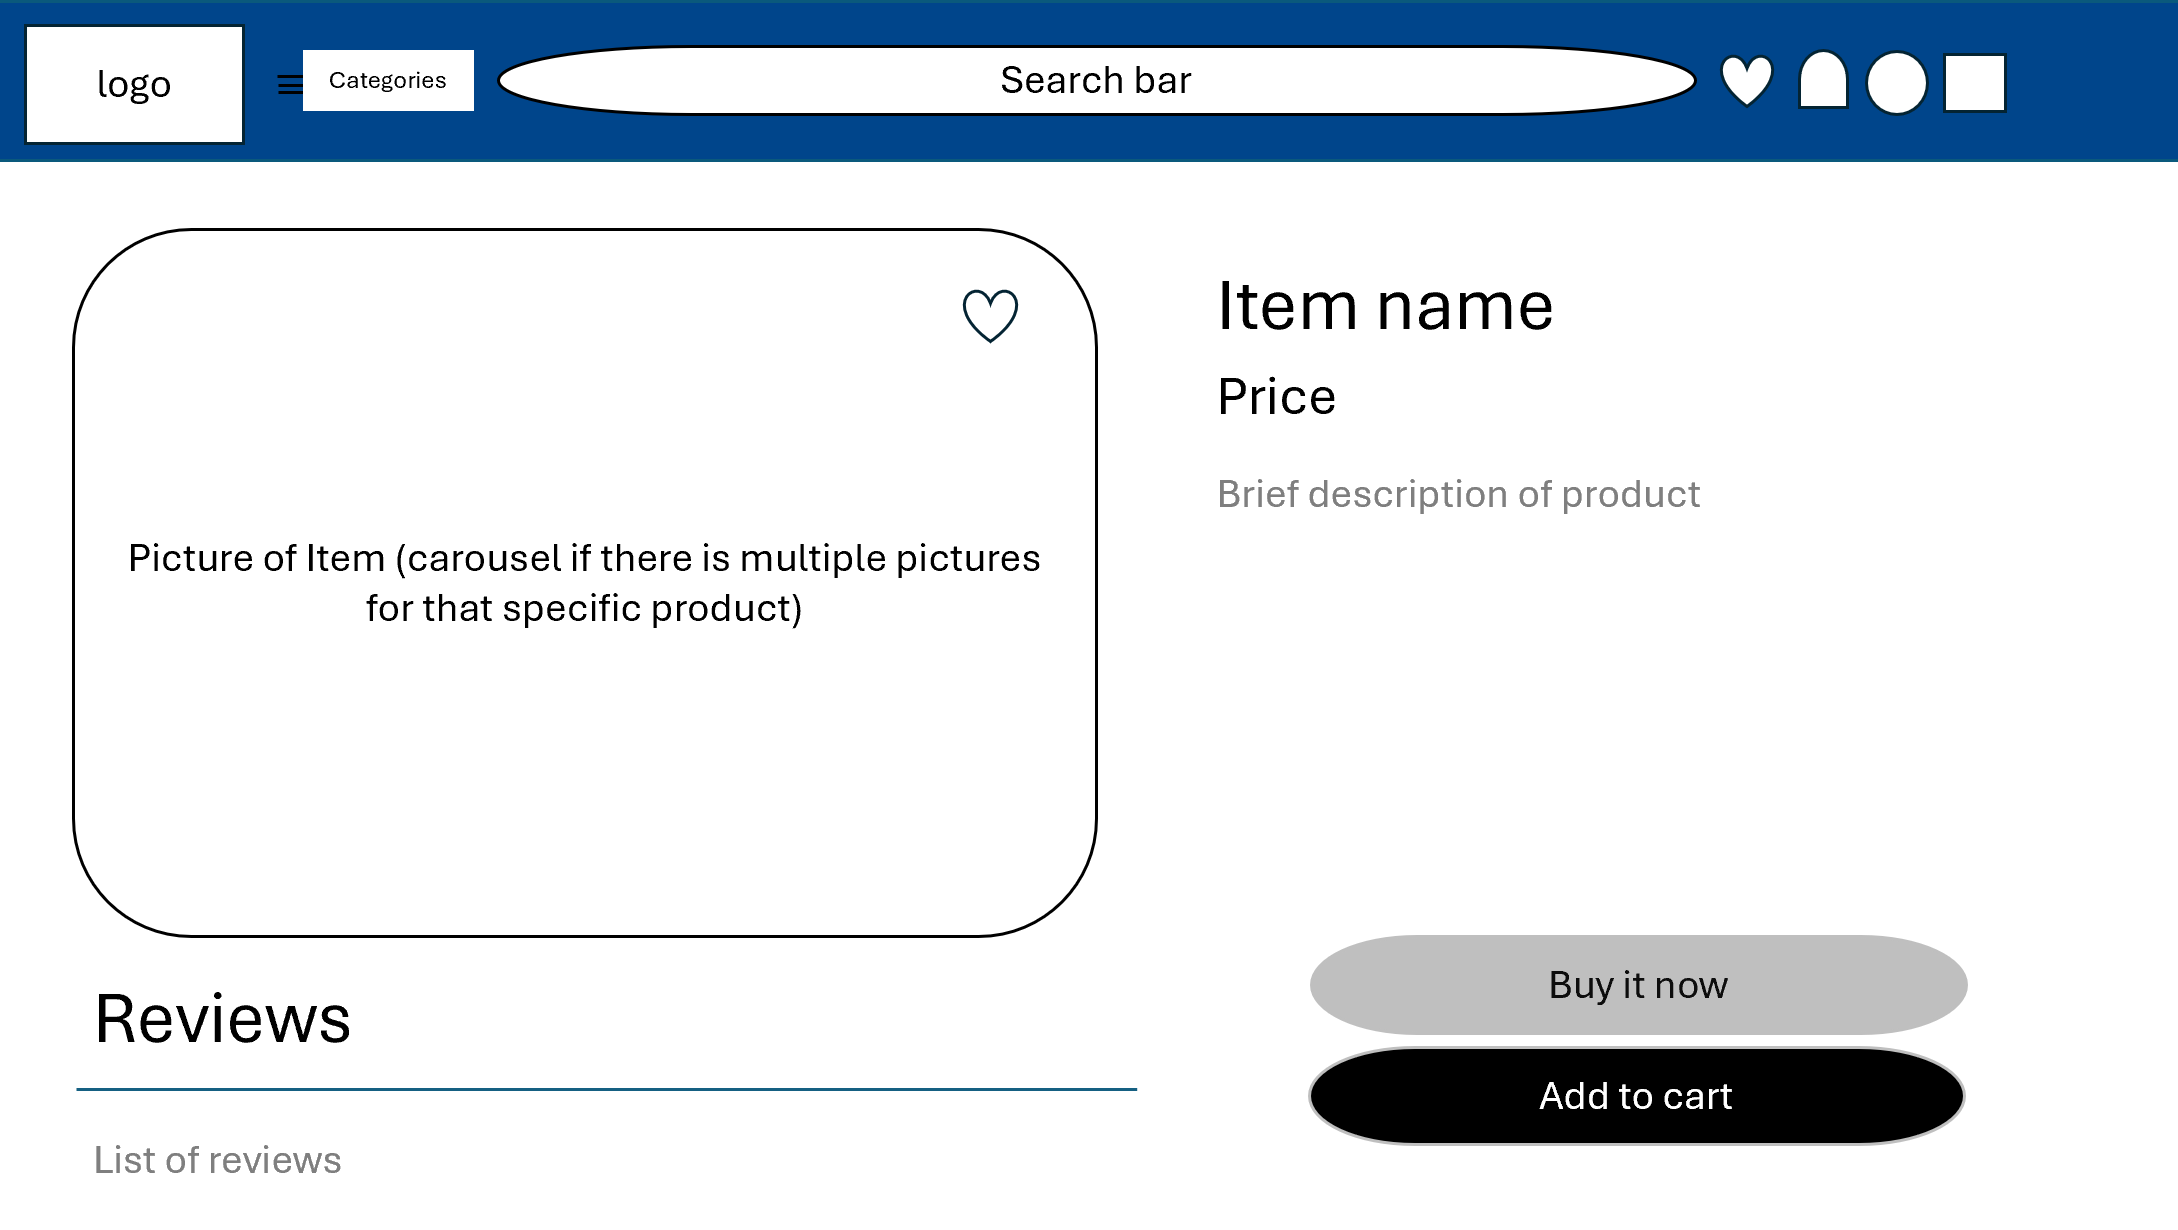 logo
Categories
Search bar
Item name
Price
Brief description of product
Picture of Item (carousel if there is multiple pictures
for that specific product)
Buy it now
Add to cart
Reviews
List of reviews